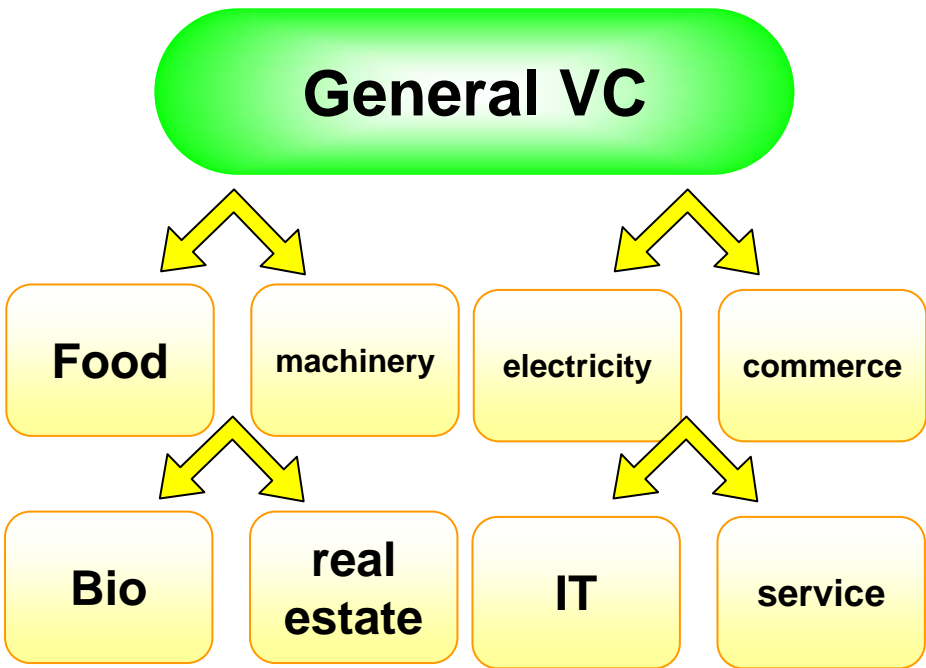 General VC
Food
machinery
electricity
commerce
Bio
real
estate
IT
service